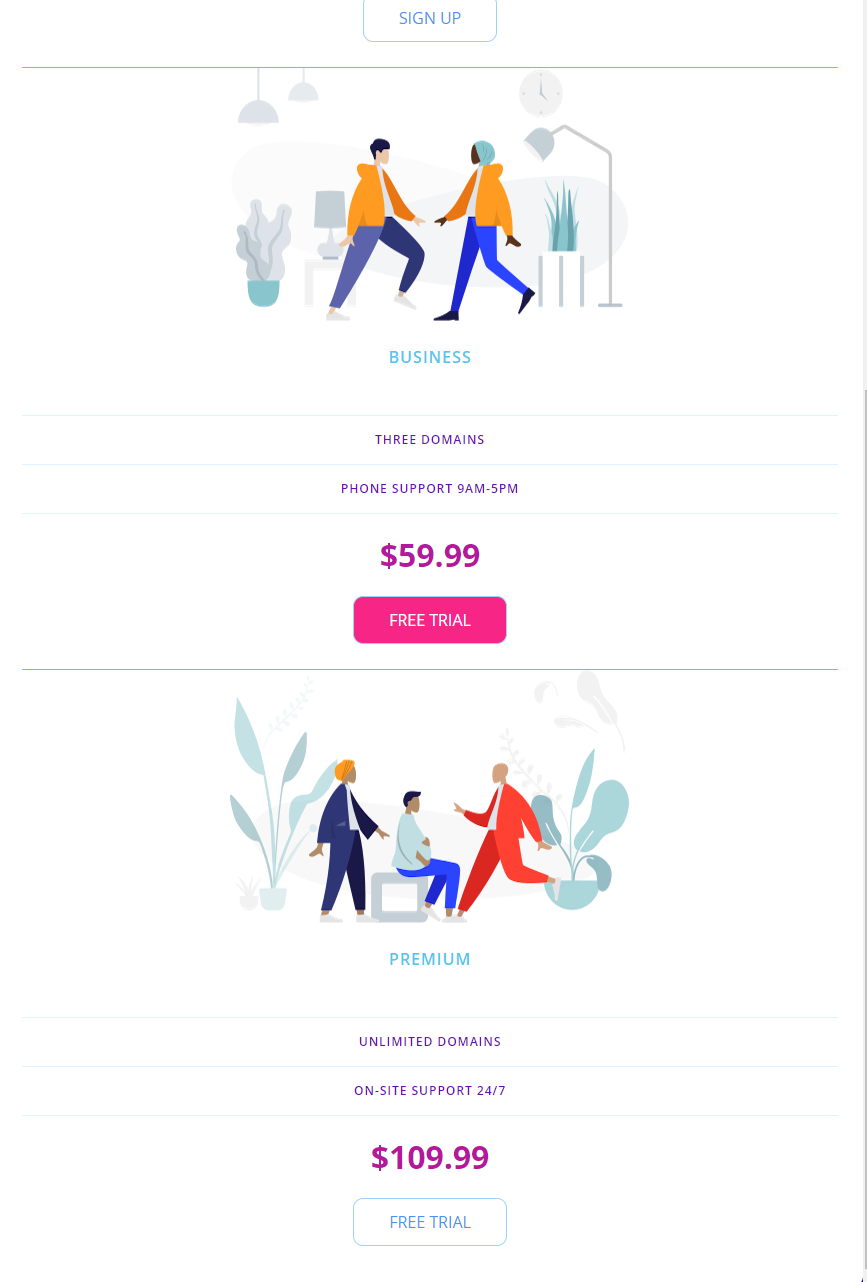 SIGN UP
BUSINESS
THREE DOMAINS
PHONE SUPPORT 9AM-5PM
$59.99
FREE TRIAL
PREMIUM
UNLIMITED DOMAINS
ON-SITE SUPPORT 24/7
$109.99
FREE TRIAL